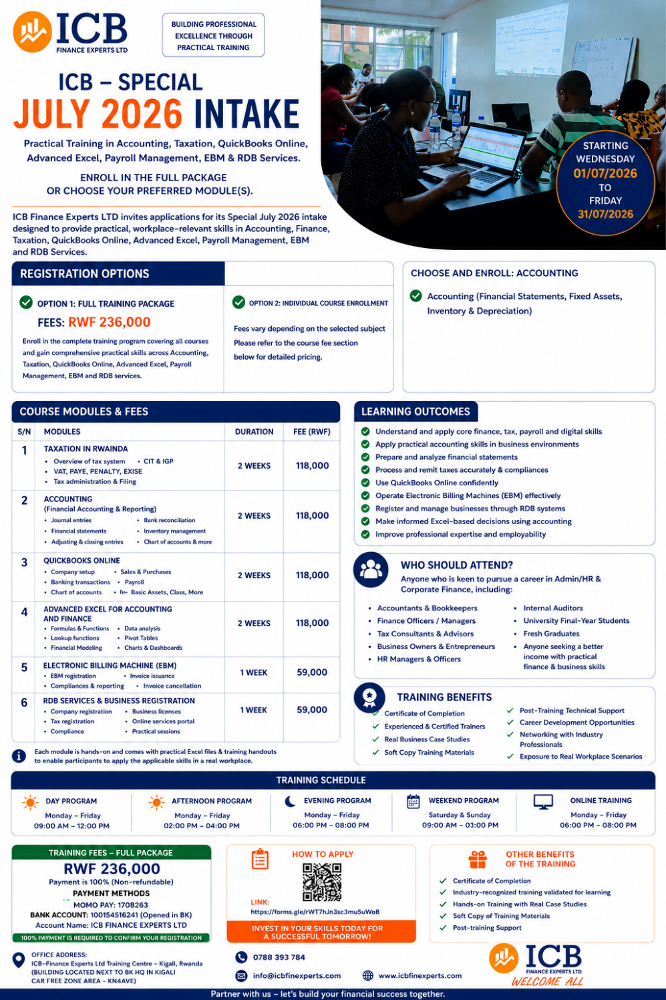 ICB
FINANCE EXPERTS LTD
BUILDING PROFESSIONAL
EXCELLENCE THROUGH
PRACTICAL TRAINING
ICB – SPECIAL
JULY 2026 INTAKE
Practical Training in Accounting, Taxation, QuickBooks Online,
Advanced Excel, Payroll Management, EBM & RDB Services.
ENROLL IN THE FULL PACKAGE
OR CHOOSE YOUR PREFERRED MODULE(S).
STARTING
WEDNESDAY
01/07/2026
TO
FRIDAY
31/07/2026
ICB Finance Experts LTD invites applications for its Special July 2026 intake
designed to provide practical, workplace-relevant skills in Accounting, Finance,
Taxation, QuickBooks Online, Advanced Excel, Payroll Management, EBM
and RDB Services.
REGISTRATION OPTIONS
OPTION 1: FULL TRAINING PACKAGE
FEES: RWF 236,000
Enroll in the complete training program covering all courses
and gain comprehensive practical skills across Accounting,
Taxation, QuickBooks Online, Advanced Excel, Payroll
Management, EBM and RDB services.
OPTION 2: INDIVIDUAL COURSE ENROLLMENT
Fees vary depending on the selected subject
Please refer to the course fee section
below for detailed pricing.
CHOOSE AND ENROLL: ACCOUNTING
Accounting (Financial Statements, Fixed Assets,
Inventory & Depreciation)
COURSE MODULES & FEES
S/N MODULES DURATION FEE (RWF)
1 TAXATION IN RWAINDA
• Overview of tax system • CIT & IGP
• VAT, PAYE, PENALTY, EXISE
• Tax administration & Filing
2 WEEKS 118,000
2 ACCOUNTING
(Financial Accounting & Reporting)
• Journal entries • Bank reconciliation
• Financial statements • Inventory management
• Adjusting & closing entries • Chart of accounts & more
2 WEEKS 118,000
3 QUICKBOOKS ONLINE
• Company setup • Sales & Purchases
• Banking transactions • Payroll
• Chart of accounts • Basic Assets, Class, More
2 WEEKS 118,000
4 ADVANCED EXCEL FOR ACCOUNTING
AND FINANCE
• Formulas & Functions • Data analysis
• Lookup functions • Pivot Tables
• Financial Modeling • Charts & Dashboards
2 WEEKS 118,000
5 ELECTRONIC BILLING MACHINE (EBM)
• EBM registration • Invoice issuance
• Compliances & reporting • Invoice cancellation
1 WEEK 59,000
6 RDB SERVICES & BUSINESS REGISTRATION
• Company registration • Business licenses
• Tax registration • Online services portal
• Compliance • Practical sessions
1 WEEK 59,000
Each module is hands-on and comes with practical Excel files & training handouts
to enable participants to apply the applicable skills in a real workplace.
LEARNING OUTCOMES
Understand and apply core finance, tax, payroll and digital skills
Apply practical accounting skills in business environments
Prepare and analyze financial statements
Process and remit taxes accurately & compliances
Use QuickBooks Online confidently
Operate Electronic Billing Machines (EBM) effectively
Register and manage businesses through RDB systems
Make informed Excel-based decisions using accounting
Improve professional expertise and employability
WHO SHOULD ATTEND?
Anyone who is keen to pursue a career in Admin/HR &
Corporate Finance, including:
• Accountants & Bookkeepers
• Finance Officers / Managers
• Tax Consultants & Advisors
• Business Owners & Entrepreneurs
• HR Managers & Officers
• Internal Auditors
• University Final-Year Students
• Fresh Graduates
• Anyone seeking a better
income with practical
finance & business skills
TRAINING BENEFITS
Certificate of Completion
Experienced & Certified Trainers
Real Business Case Studies
Soft Copy Training Materials
Post-Training Technical Support
Career Development Opportunities
Networking with Industry
Professionals
Exposure to Real Workplace Scenarios
TRAINING SCHEDULE
DAY PROGRAM
Monday – Friday
09:00 AM – 12:00 PM
AFTERNOON PROGRAM
Monday – Friday
02:00 PM – 04:00 PM
EVENING PROGRAM
Monday – Friday
06:00 PM – 08:00 PM
WEEKEND PROGRAM
Saturday & Sunday
09:00 AM – 03:00 PM
ONLINE TRAINING
Monday – Friday
06:00 PM – 08:00 PM
TRAINING FEES – FULL PACKAGE
RWF 236,000
Payment is 100% (Non-refundable)
PAYMENT METHODS
MOMO PAY: 1708263
BANK ACCOUNT: 100154516241 (Opened in BK)
Account Name: ICB FINANCE EXPERTS LTD
100% PAYMENT IS REQUIRED TO CONFIRM YOUR REGISTRATION
HOW TO APPLY
LINK:
https://forms.gle/rWT7hJn3sc3mu5uWo8
INVEST IN YOUR SKILLS TODAY FOR
A SUCCESSFUL TOMORROW!
OTHER BENEFITS
OF THE TRAINING
Certificate of Completion
Industry-recognized training validated for learning
Hands-on Training with Real Case Studies
Soft Copy of Training Materials
Post-training Support
OFFICE ADDRESS:
ICB-Finance Experts Ltd Training Centre – Kigali, Rwanda
(BUILDING LOCATED NEXT TO BK HQ IN KIGALI
CAR FREE ZONE AREA - KN4AVE)
0788 393 784
info@icbfinexperts.com
www.icbfinexperts.com
ICB
FINANCE EXPERTS LTD
WELCOME ALL
Partner with us – let's build your financial success together.